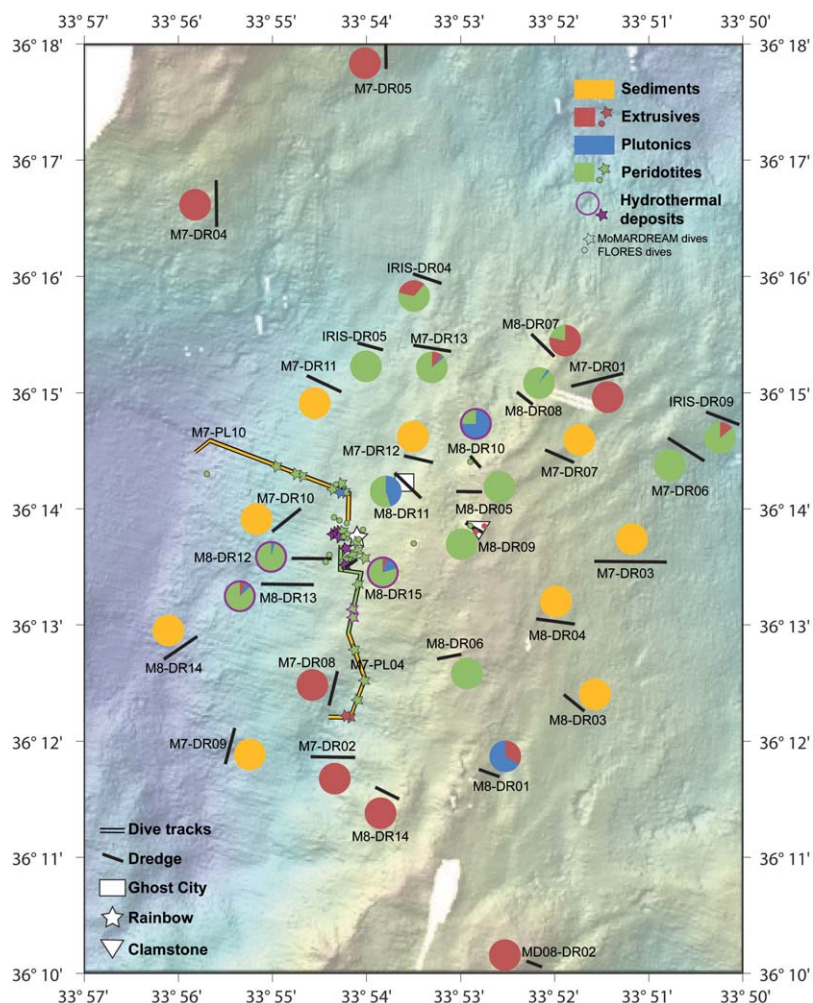 33°57' 33°56' 33°55' 33°54' 33°53' 33°52' 33°51' 33°50'
36° 18' 36° 18'
M7-DR05
Sediments
Extrusives
Plutonics
Peridotites
Hydrothermal
deposits
MoMARDREAM dives
FLORES dives
36° 17' 36° 17'
M7-DR04
36° 16' 36° 16'
IRIS-DR04
M8-DR07
IRIS-DR05 M7-DR13
M7-DR11 M7-DR01
36° 15' 36° 15'
M8-DR08
IRIS-DR09
M7-PL10
M7-DR12 M8-DR10
M7-DR07
M7-DR06
36° 14' 36° 14'
M7-DR10
M8-DR11
M8-DR05
M8-DR09
M8-DR12
M7-DR03
M8-DR13
M8-DR15
36° 13' 36° 13'
M8-DR04
M8-DR14
M8-DR06
M7-DR08 M7-PL04
M8-DR03
36° 12' 36° 12'
M7-DR09
M7-DR02
M8-DR01
M8-DR14
Dive tracks
Dredge
36° 11' 36° 11'
Ghost City
Rainbow
Clamstone
MD08-DR02
36° 10' 36° 10'
33°57' 33°56' 33°55' 33°54' 33°53' 33°52' 33°51' 33°50'